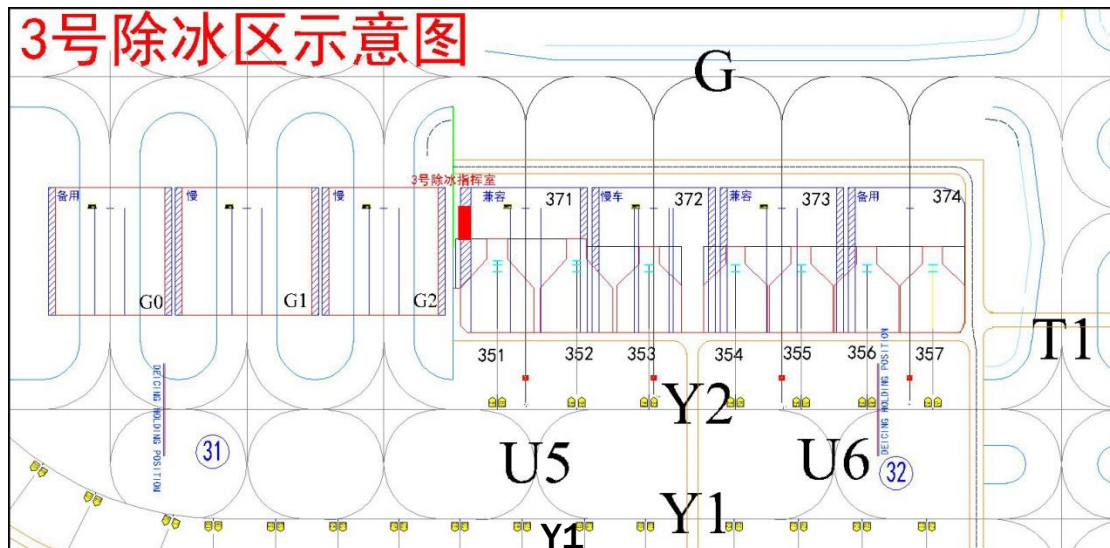 3号除冰区示意图
G
3号除冰指挥室
备用
慢
慢
兼容
371
慢车
372
兼容
373
备用
374
G0
G1
G2
T1
351
352
353
354
355
356
357
DEICING HOLDING POSITION
DEICING HOLDING POSITION
Y2
31
U5
U6
32
Y1
Y1